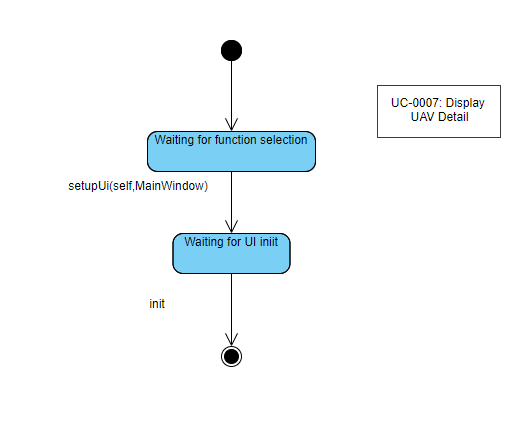 UC-0007: Display
UAV Detail
Waiting for function selection
setupUi(self,MainWindow)
Waiting for UI iniit
init